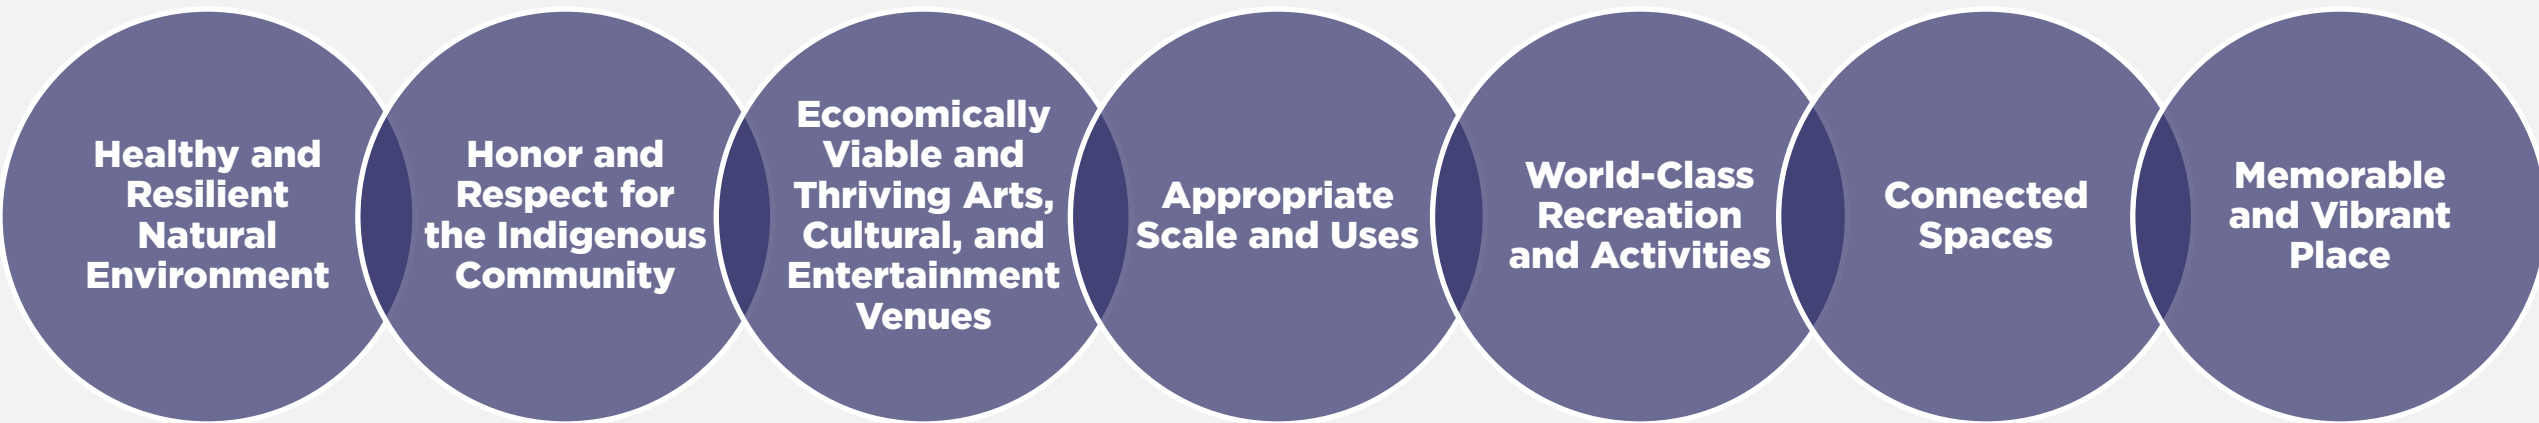 Healthy and
Resilient
Natural
Environment
Honor and
Respect for
the Indigenous
Community
Economically
Viable and
Thriving Arts,
Cultural, and
Entertainment
Venues
Appropriate
Scale and Uses
World-Class
Recreation
and Activities
Connected
Spaces
Memorable
and Vibrant
Place